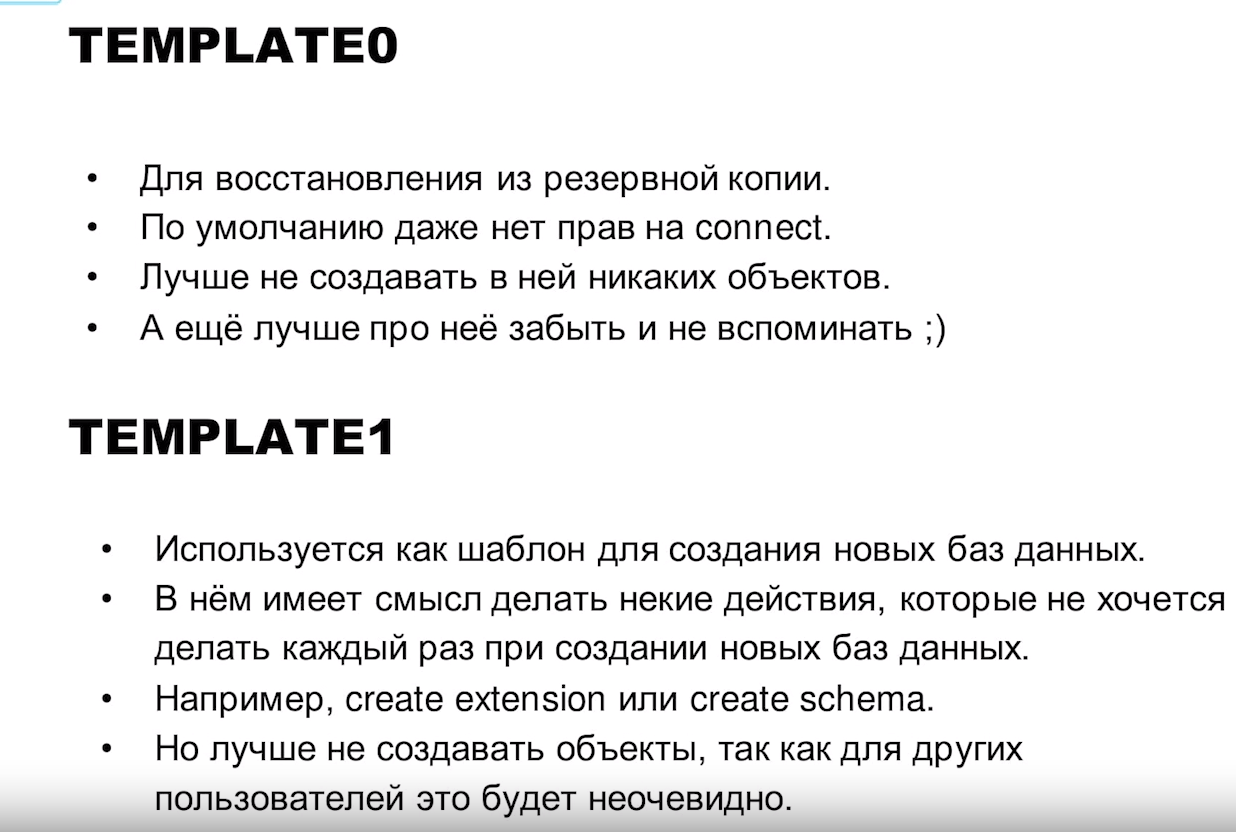 TEMPLATE0
• Для восстановления из резервной копии.
• По умолчанию даже нет прав на connect.
• Лучше не создавать в ней никаких объектов.
• А ещё лучше про неё забыть и не вспоминать ;)
TEMPLATE1
• Используется как шаблон для создания новых баз данных.
• В нём имеет смысл делать некие действия, которые не хочется
делать каждый раз при создании новых баз данных.
• Например, create extension или create schema.
• Но лучше не создавать объекты, так как для других
пользователей это будет неочевидно.